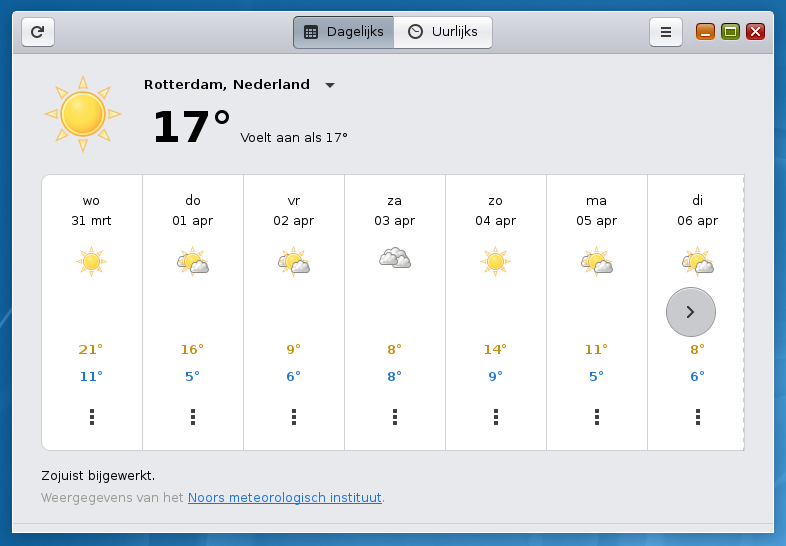 Dagelijks Uurlijks
Rotterdam, Nederland
17°
Voelt aan als 17°
wo do vr za zo ma di
31 mrt 01 apr 02 apr 03 apr 04 apr 05 apr 06 apr
21° 16° 9° 8° 14° 11° 8°
11° 5° 6° 8° 9° 5° 6°
Zojuist bijgewerkt.
Weergegevens van het Noors meteorologisch instituut.